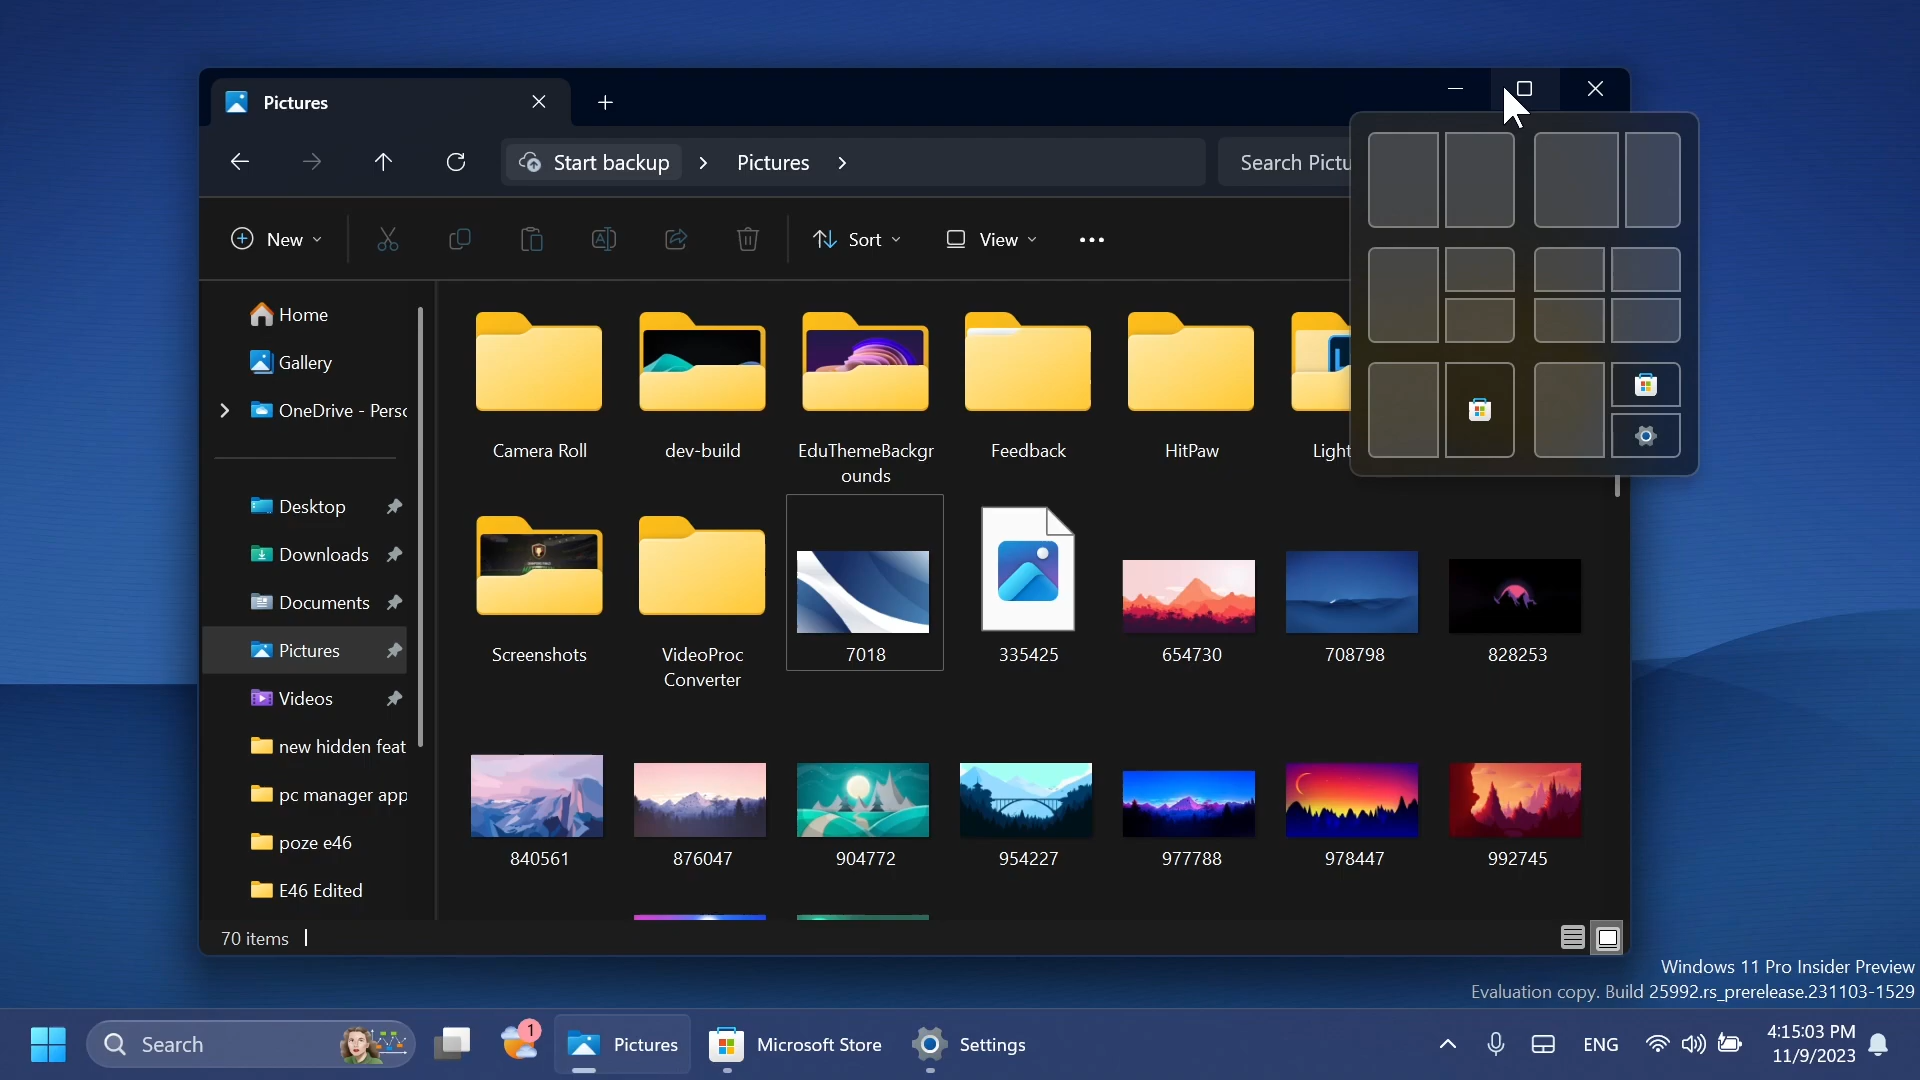 Pictures
Start backup
Pictures
Search Pictu
New
Sort
View
Home
Gallery
OneDrive - Perso
Desktop
Downloads
Documents
Pictures
Videos
new hidden feat
pc manager app
poze e46
E46 Edited
Camera Roll
dev-build
EduThemeBackgr
ounds
Feedback
HitPaw
Light
Screenshots
VideoProc
Converter
7018
335425
654730
708798
828253
840561
876047
904772
954227
977788
978447
992745
70 items
Windows 11 Pro Insider Preview
Evaluation copy. Build 25992.rs_prerelease.231103-1529
Search
1
Pictures
Microsoft Store
Settings
ENG
4:15:03 PM
11/9/2023